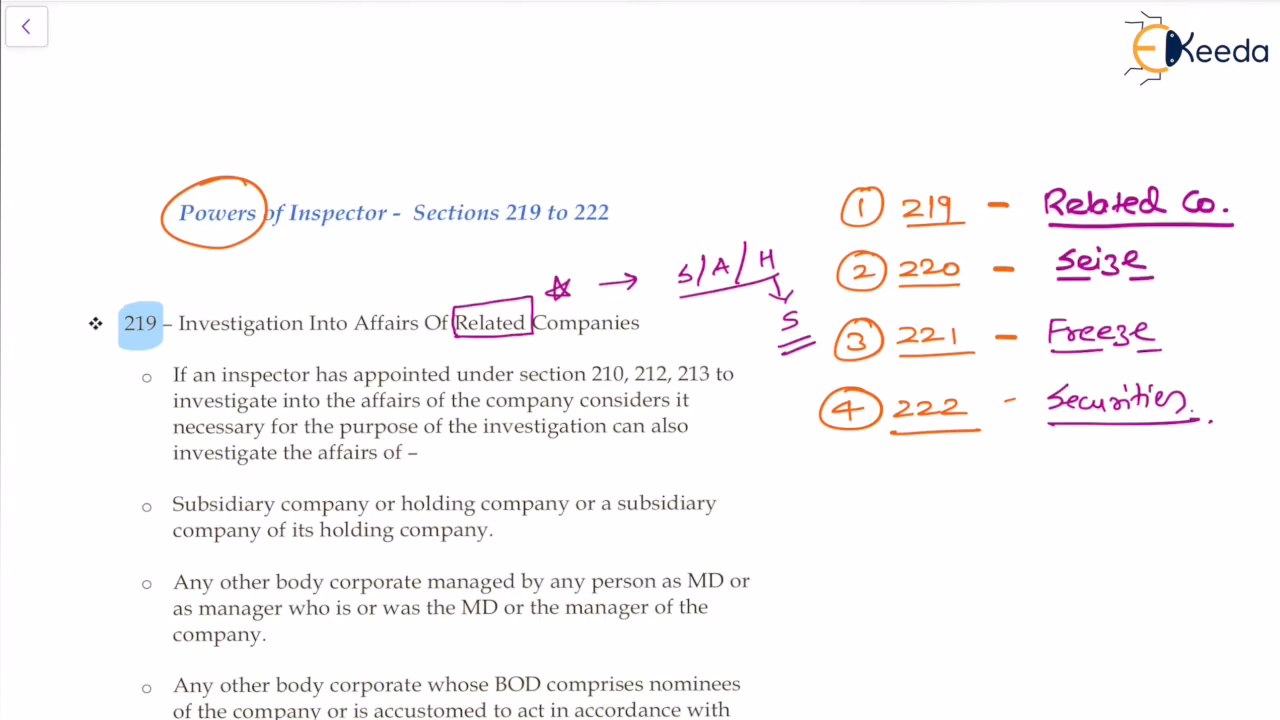 EKeeda
Powers of Inspector - Sections 219 to 222
① 219 - Related Co.
② 220 - Seize
③ 221 - Freeze
④ 222 - Securities.
☆ → S/A/H
S
❖ 219 – Investigation Into Affairs Of Related Companies
o If an inspector has appointed under section 210, 212, 213 to
investigate into the affairs of the company considers it
necessary for the purpose of the investigation can also
investigate the affairs of –
o Subsidiary company or holding company or a subsidiary
company of its holding company.
o Any other body corporate managed by any person as MD or
as manager who is or was the MD or the manager of the
company.
o Any other body corporate whose BOD comprises nominees
of the company or is accustomed to act in accordance with